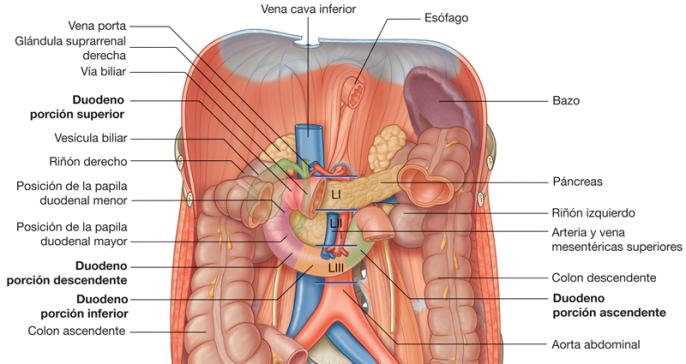 Vena cava inferior
Esófago
Vena porta
Glándula suprarrenal
derecha
Vía biliar
Duodeno
porción superior
Vesícula biliar
Riñón derecho
Posición de la papila
duodenal menor
Posición de la papila
duodenal mayor
Duodeno
porción descendente
Duodeno
porción inferior
Colon ascendente
LI
LII
LIII
Bazo
Páncreas
Riñón izquierdo
Arteria y vena
mesentéricas superiores
Colon descendente
Duodeno
porción ascendente
Aorta abdominal